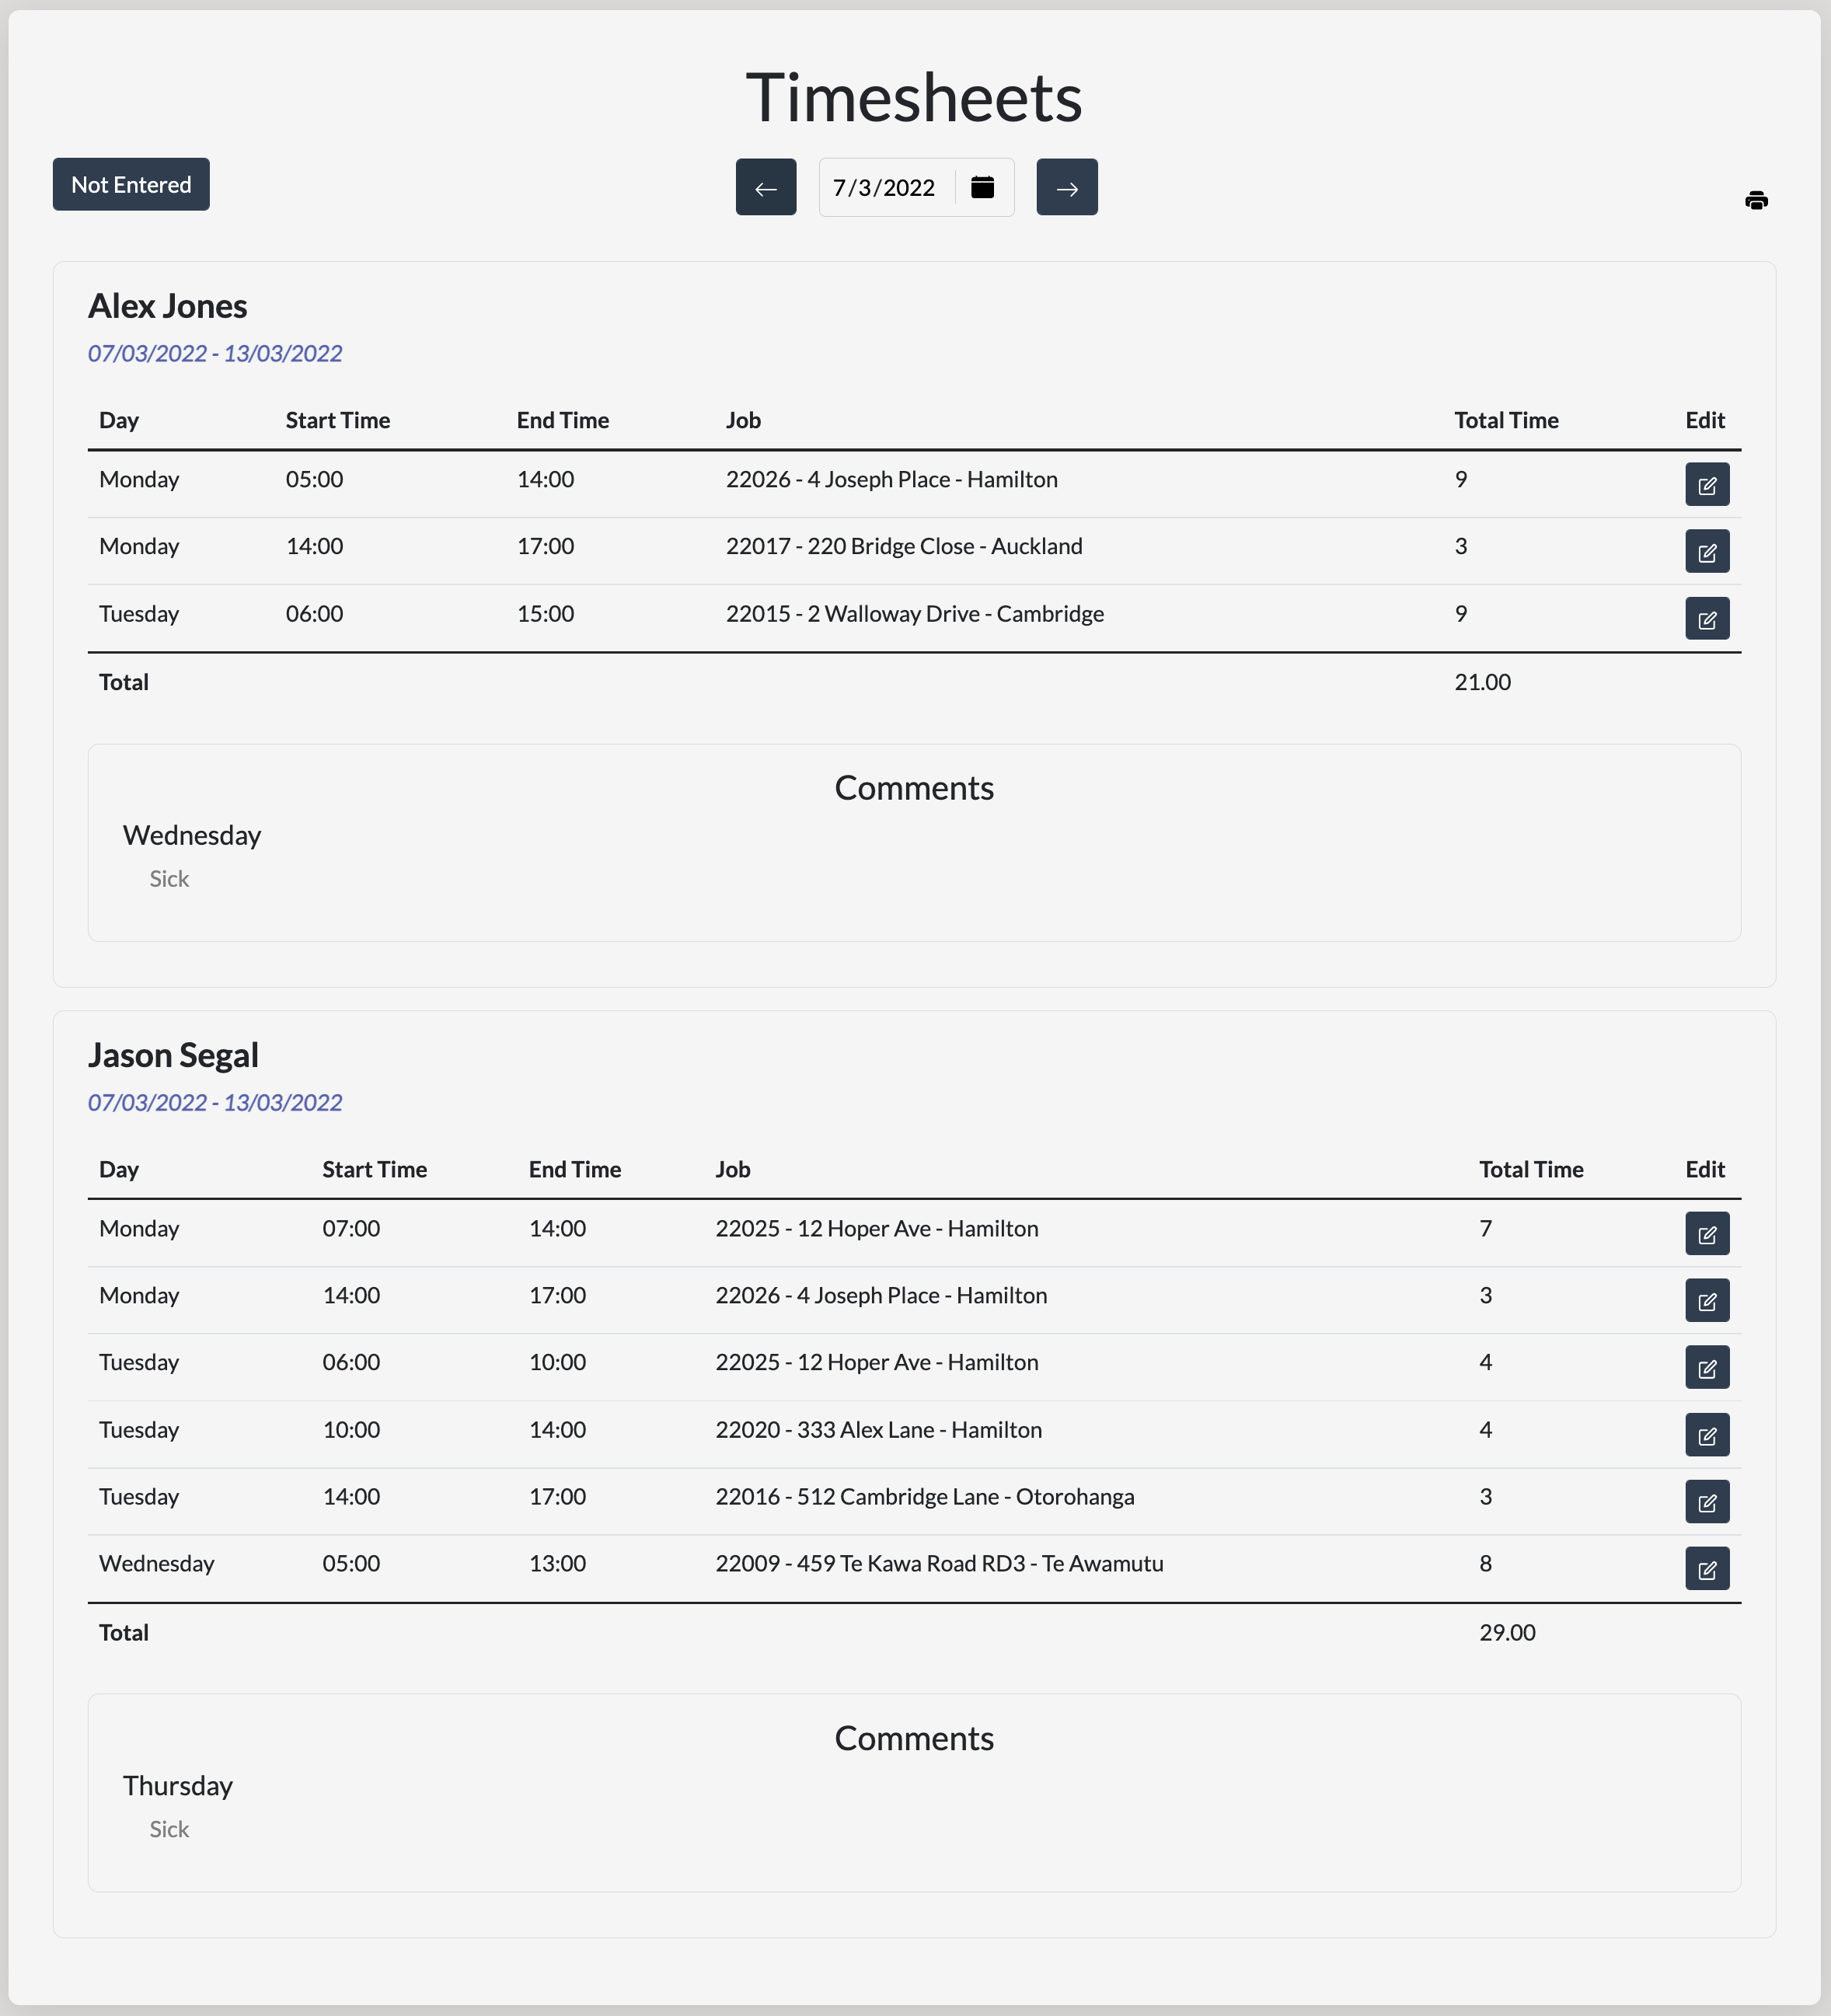 Timesheets
Not Entered
7/3/2022
Alex Jones
07/03/2022 - 13/03/2022
Day Start Time End Time Job Total Time Edit
Monday 05:00 14:00 22026 - 4 Joseph Place - Hamilton 9
Monday 14:00 17:00 22017 - 220 Bridge Close - Auckland 3
Tuesday 06:00 15:00 22015 - 2 Walloway Drive - Cambridge 9
Total 21.00
Comments
Wednesday
Sick
Jason Segal
07/03/2022 - 13/03/2022
Day Start Time End Time Job Total Time Edit
Monday 07:00 14:00 22025 - 12 Hoper Ave - Hamilton 7
Monday 14:00 17:00 22026 - 4 Joseph Place - Hamilton 3
Tuesday 06:00 10:00 22025 - 12 Hoper Ave - Hamilton 4
Tuesday 10:00 14:00 22020 - 333 Alex Lane - Hamilton 4
Tuesday 14:00 17:00 22016 - 512 Cambridge Lane - Otorohanga 3
Wednesday 05:00 13:00 22009 - 459 Te Kawa Road RD3 - Te Awamutu 8
Total 29.00
Comments
Thursday
Sick